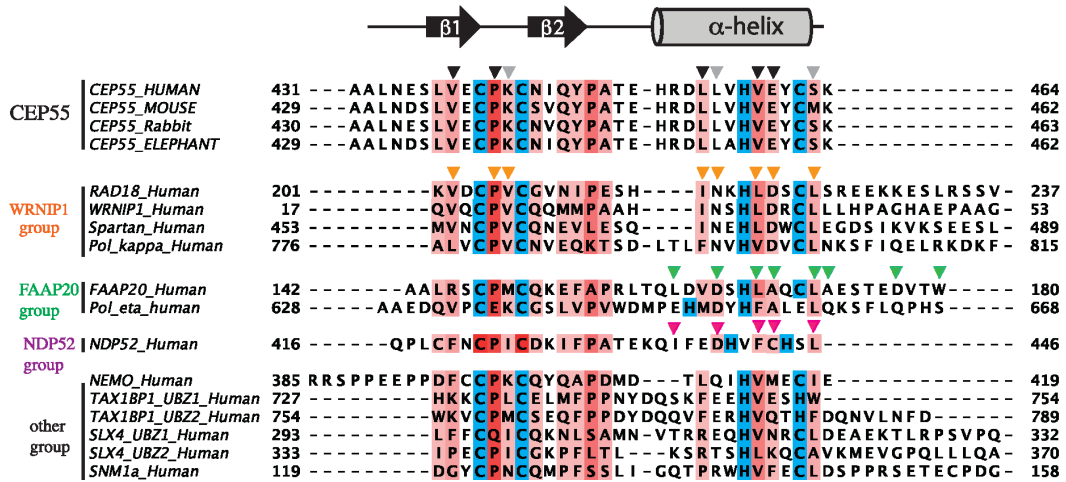 β1 β2 α-helix
CEP55
CEP55_HUMAN 431 ---AALNESLVECPKCNIQYPATE-HRDLLVHVEYCSK------------- 464
CEP55_MOUSE 429 ---AALNDSLVECPKCNVQYPATE-HRDLLVHVEYCMK------------- 462
CEP55_Rabbit 430 ---AALNESLVECPKCNVQYPATE-HRDLLVHVEYCSK------------- 463
CEP55_ELEPHANT 429 ---AALNDSLVECPKCNVQYPATE-HRDLLAHVEYCSK------------- 462
WRNIP1
group
RAD18_Human 201 ---------KVDCPVCGVNIPESH----INKHLDSCLSREEKKESLRSSV- 237
WRNIP1_Human 17 ---------QVQCPVCQQMMPAAH----INSHLDRCLLLHPAGHAEPAAG- 53
Spartan_Human 453 ---------MVNCPVCQNEVLESQ----INEHLDWCLEGDSIKVKSEESL- 489
Pol_kappa_Human 776 ---------ALVCPVCNVEQKTSD-LTLFNVHVDVCLNKSFIQELRKDKF- 815
FAAP20
group
FAAP20_Human 142 -------AALRSCPMCQKEFAPRLTQLDVDSHLAQCLAESTEDVTW----- 180
Pol_eta_human 628 -----AAEDQVPCEKCGSLVPVWDMPEHMDYHFALELQKSFLQPHS----- 668
NDP52
group
NDP52_Human 416 ------QPLCFNCPICDKIFPATEKQIFEDHVFCHSL-------------- 446
other
group
NEMO_Human 385 RRSPPEEPPDFCCPKCQYQAPDMD---TLQIHVMECIE------------- 419
TAX1BP1_UBZ1_Human 727 ---------HKKCPLCELMFPPNYDQSKFEEHVESHW-------------- 754
TAX1BP1_UBZ2_Human 754 ---------WKVCPMCSEQFPPDYDQQVFERHVQTHFDQNVLNFD------ 789
SLX4_UBZ1_Human 293 ---------LFFCQICQKNLSAMN-VTRREQHVNRCLDEAEKTLRPSVPQ- 332
SLX4_UBZ2_Human 333 ---------IPECPICGKPFLTL---KSRTSHLKQCAVKMEVGPQLLLQA- 370
SNM1a_Human 119 ---------DGYCPNCQMPFSSLI-GQTPRWHVFECLDSPPRSETECPDG- 158